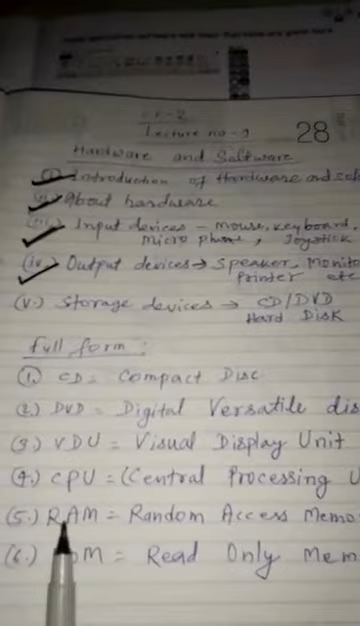 Lecture no-9
28
Hardware and Software
(i) Introduction of Hardware and
(ii) About hardware
(iii) Input devices - mouse, keyboard,
micro phone, Joystick
(iv) Output devices → Speaker, Monito
Printer etc
(v.) Storage devices → CD/DVD
Hard Disk
full form :
(1.) CD = Compact Disc
(2.) DVD = Digital Versatile dis
(3.) VDU = Visual Display Unit
(4.) CPU = (Central Processing U
(5.) RAM = Random Access Memo
(6.) OM = Read Only Mem